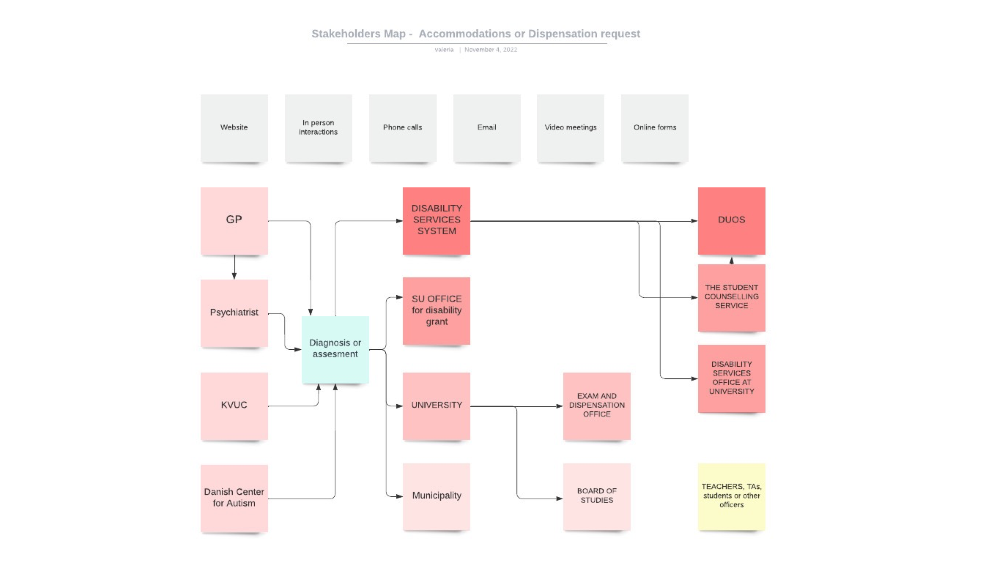 Stakeholders Map -  Accommodations or Dispensation request
valeria | November 4, 2022
Website
In person
interactions
Phone calls
Email
Video meetings
Online forms
GP
DISABILITY
SERVICES
SYSTEM
DUOS
Psychiatrist
SU OFFICE
for disability
grant
THE STUDENT
COUNSELLING
SERVICE
Diagnosis or
assesment
DISABILITY
SERVICES
OFFICE AT
UNIVERSITY
KVUC
UNIVERSITY
EXAM AND
DISPENSATION
OFFICE
Danish Center
for Autism
Municipality
BOARD OF
STUDIES
TEACHERS, TAs,
students or other
officers